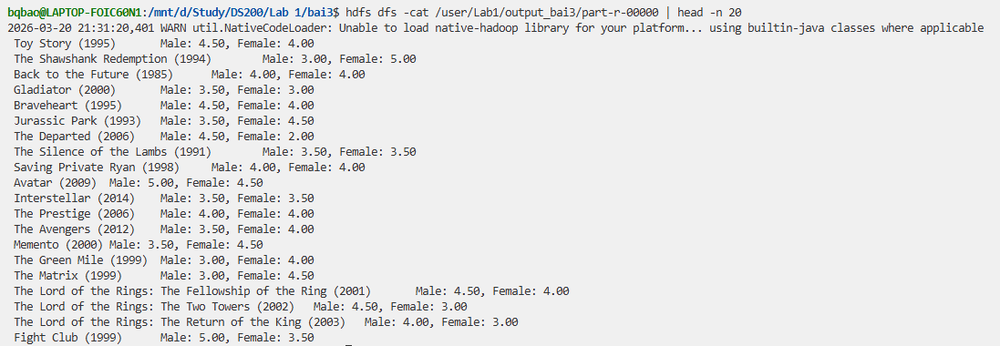 bqbao@LAPTOP-FOIC60N1:/mnt/d/Study/DS200/Lab 1/bai3$ hdfs dfs -cat /user/Lab1/output_bai3/part-r-00000 | head -n 20
2026-03-20 21:31:20,401 WARN util.NativeCodeLoader: Unable to load native-hadoop library for your platform... using builtin-java classes where applicable
Toy Story (1995) Male: 4.50, Female: 4.00
The Shawshank Redemption (1994) Male: 3.00, Female: 5.00
Back to the Future (1985) Male: 4.00, Female: 4.00
Gladiator (2000) Male: 3.50, Female: 3.00
Braveheart (1995) Male: 4.50, Female: 4.00
Jurassic Park (1993) Male: 3.50, Female: 4.50
The Departed (2006) Male: 4.50, Female: 2.00
The Silence of the Lambs (1991) Male: 3.50, Female: 3.50
Saving Private Ryan (1998) Male: 4.00, Female: 4.00
Avatar (2009) Male: 5.00, Female: 4.50
Interstellar (2014) Male: 3.50, Female: 3.50
The Prestige (2006) Male: 4.00, Female: 4.00
The Avengers (2012) Male: 3.50, Female: 4.00
Memento (2000) Male: 3.50, Female: 4.50
The Green Mile (1999) Male: 3.00, Female: 4.00
The Matrix (1999) Male: 3.00, Female: 4.50
The Lord of the Rings: The Fellowship of the Ring (2001) Male: 4.50, Female: 4.00
The Lord of the Rings: The Two Towers (2002) Male: 4.50, Female: 3.00
The Lord of the Rings: The Return of the King (2003) Male: 4.00, Female: 3.00
Fight Club (1999) Male: 5.00, Female: 3.50